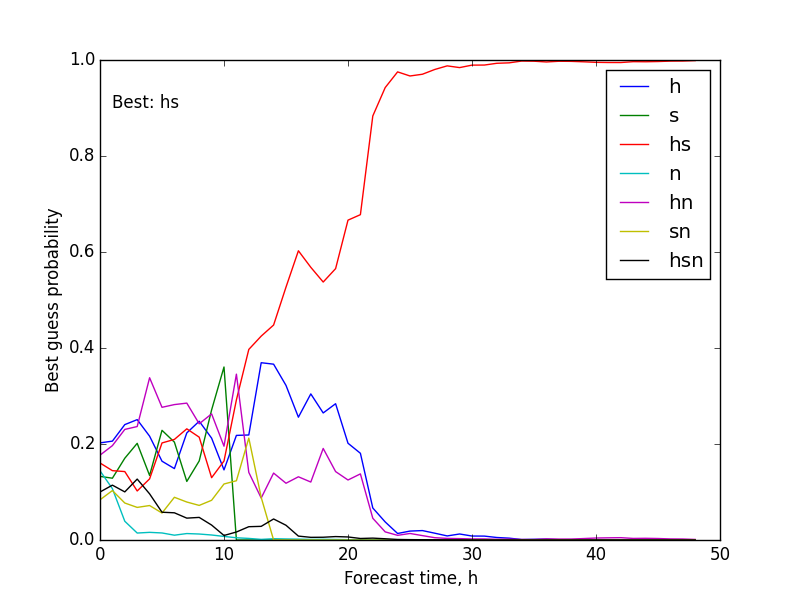 1.0
Best: hs
h
s
hs
n
hn
sn
hsn
0.8
0.6
0.4
0.2
0.0
Best guess probability
0
10
20
30
40
50
Forecast time, h